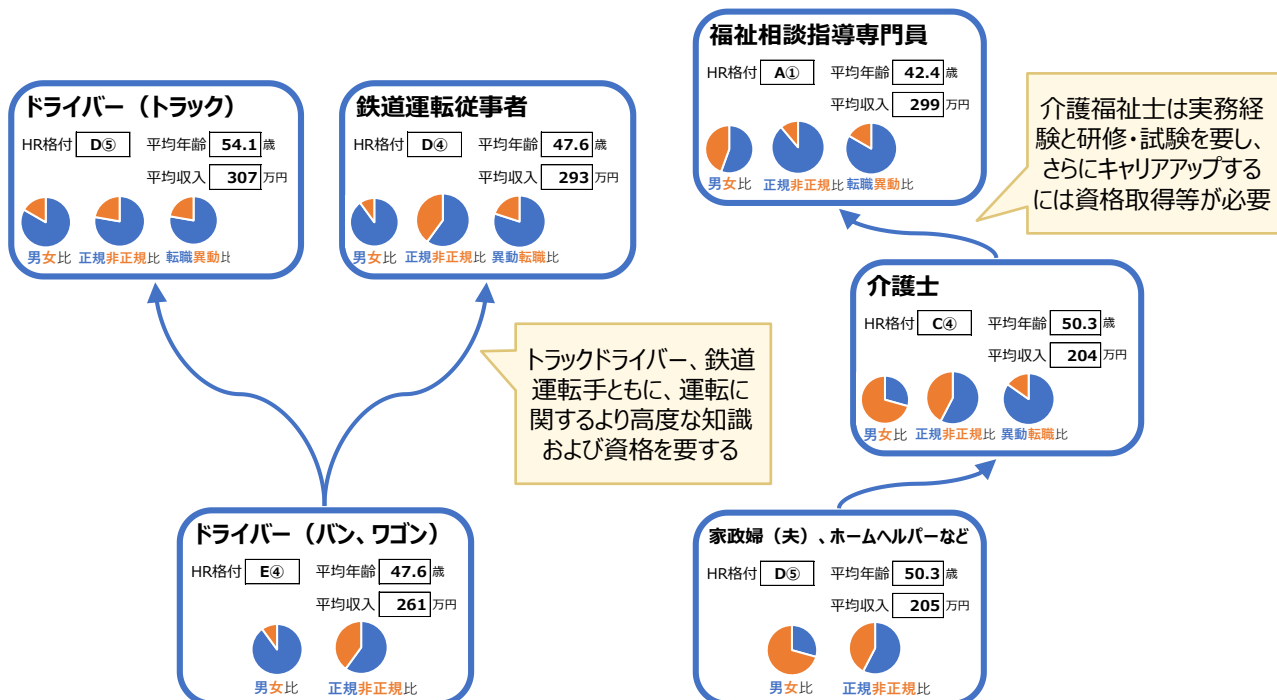 福祉相談指導専門員
HR格付 A① 平均年齢 42.4 歳
平均収入 299 万円
男女比 正規非正規比 転職異動比
介護福祉士は実務経
験と研修・試験を要し、
さらにキャリアアップする
には資格取得等が必要
ドライバー（トラック）
HR格付 D⑤ 平均年齢 54.1 歳
平均収入 307 万円
男女比 正規非正規比 転職異動比
鉄道運転従事者
HR格付 D④ 平均年齢 47.6 歳
平均収入 293 万円
男女比 正規非正規比 異動転職比
介護士
HR格付 C④ 平均年齢 50.3 歳
平均収入 204 万円
男女比 正規非正規比 異動転職比
トラックドライバー、鉄道
運転手ともに、運転に
関するより高度な知識
および資格を要する
ドライバー（バン、ワゴン）
HR格付 E④ 平均年齢 47.6 歳
平均収入 261 万円
男女比 正規非正規比
家政婦（夫）、ホームヘルパーなど
HR格付 D⑤ 平均年齢 50.3 歳
平均収入 205 万円
男女比 正規非正規比